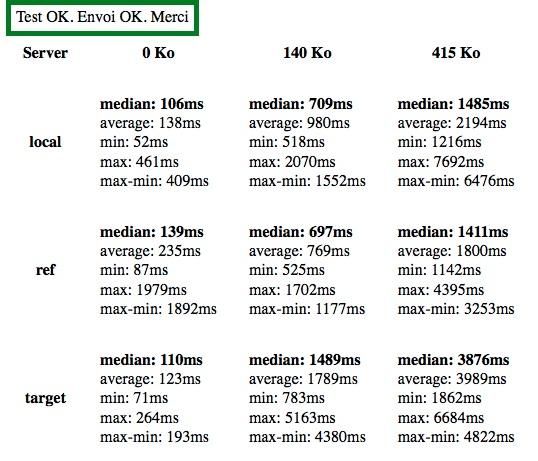 Test OK. Envoi OK. Merci
Server 0 Ko 140 Ko 415 Ko
median: 106ms median: 709ms median: 1485ms
average: 138ms average: 980ms average: 2194ms
local min: 52ms min: 518ms min: 1216ms
max: 461ms max: 2070ms max: 7692ms
max-min: 409ms max-min: 1552ms max-min: 6476ms
median: 139ms median: 697ms median: 1411ms
average: 235ms average: 769ms average: 1800ms
ref min: 87ms min: 525ms min: 1142ms
max: 1979ms max: 1702ms max: 4395ms
max-min: 1892ms max-min: 1177ms max-min: 3253ms
median: 110ms median: 1489ms median: 3876ms
average: 123ms average: 1789ms average: 3989ms
target min: 71ms min: 783ms min: 1862ms
max: 264ms max: 5163ms max: 6684ms
max-min: 193ms max-min: 4380ms max-min: 4822ms